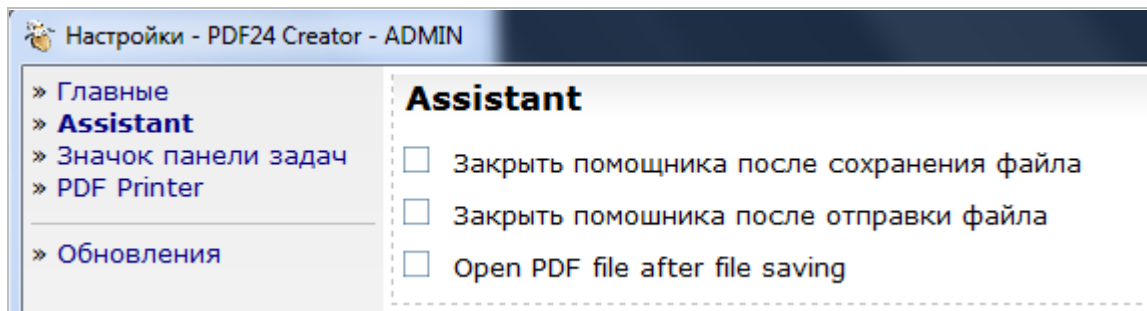 Настройки - PDF24 Creator - ADMIN
» Главные
» Assistant
» Значок панели задач
» PDF Printer
» Обновления
Assistant
Закрыть помощника после сохранения файла
Закрыть помошника после отправки файла
Open PDF file after file saving